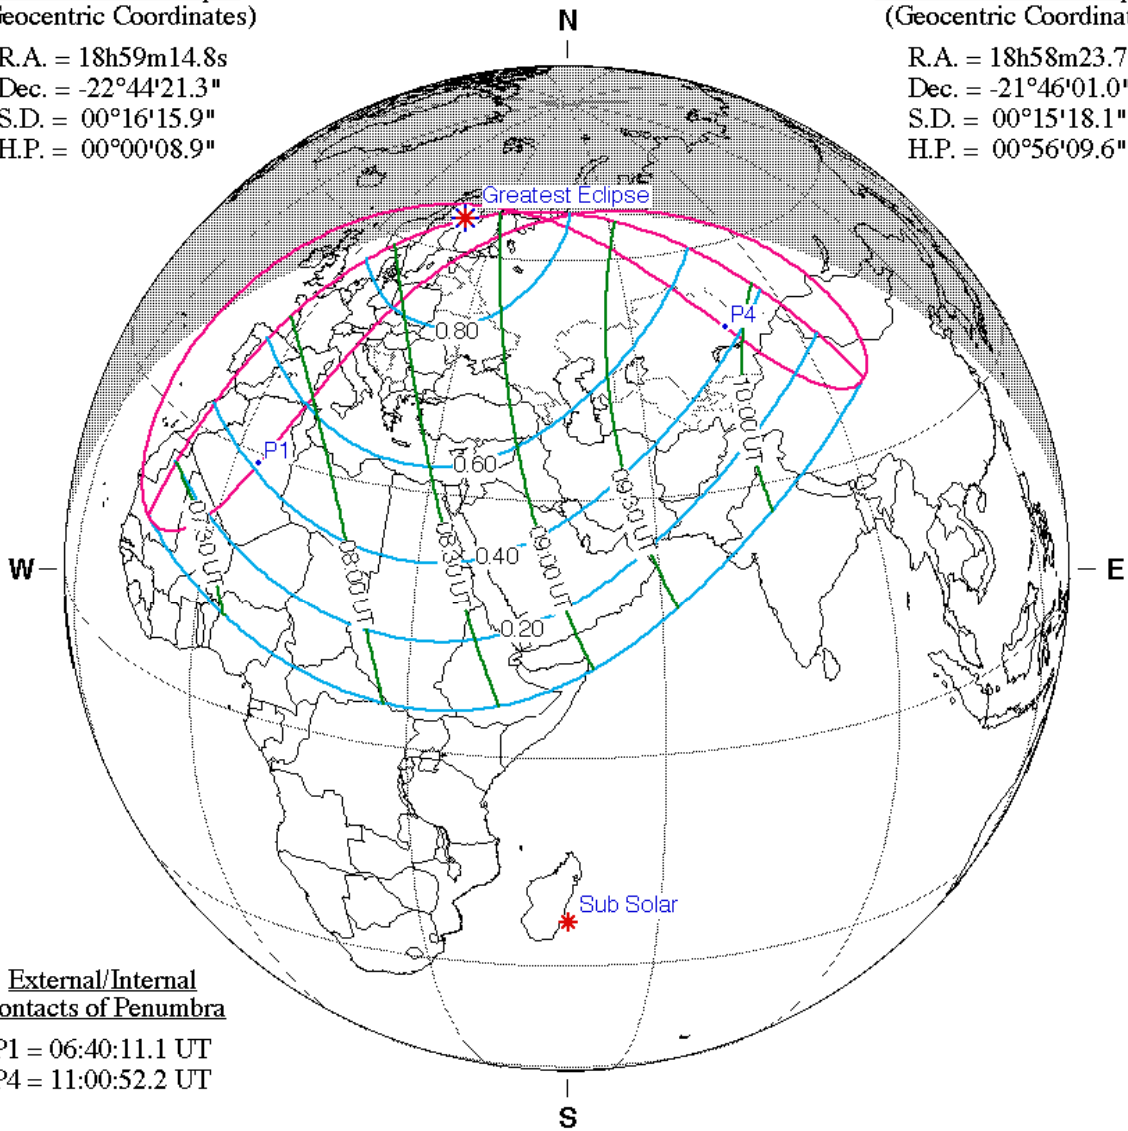 Geocentric Coordinates)
R.A. = 18h59m14.8s
Dec. = -22°44'21.3"
S.D. = 00°16'15.9"
H.P. = 00°00'08.9"
N
(Geocentric Coordinat
R.A. = 18h58m23.7
Dec. = -21°46'01.0"
S.D. = 00°15'18.1"
H.P. = 00°56'09.6"
Greatest Eclipse
P4
0.80
P1
0.60
0.40
0.20
07:30 UT
08:00 UT
08:30 UT
09:00 UT
09:30 UT
10:00 UT
W
E
Sub Solar
External/Internal
ontacts of Penumbra
P1 = 06:40:11.1 UT
P4 = 11:00:52.2 UT
S